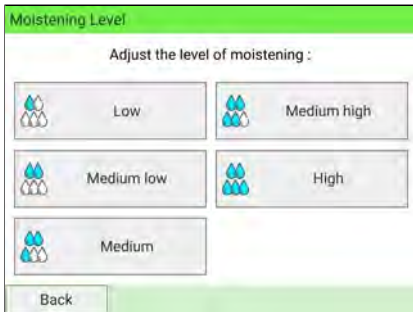 Moistening Level
Adjust the level of moistening :
Low
Medium high
Medium low
High
Medium
Back